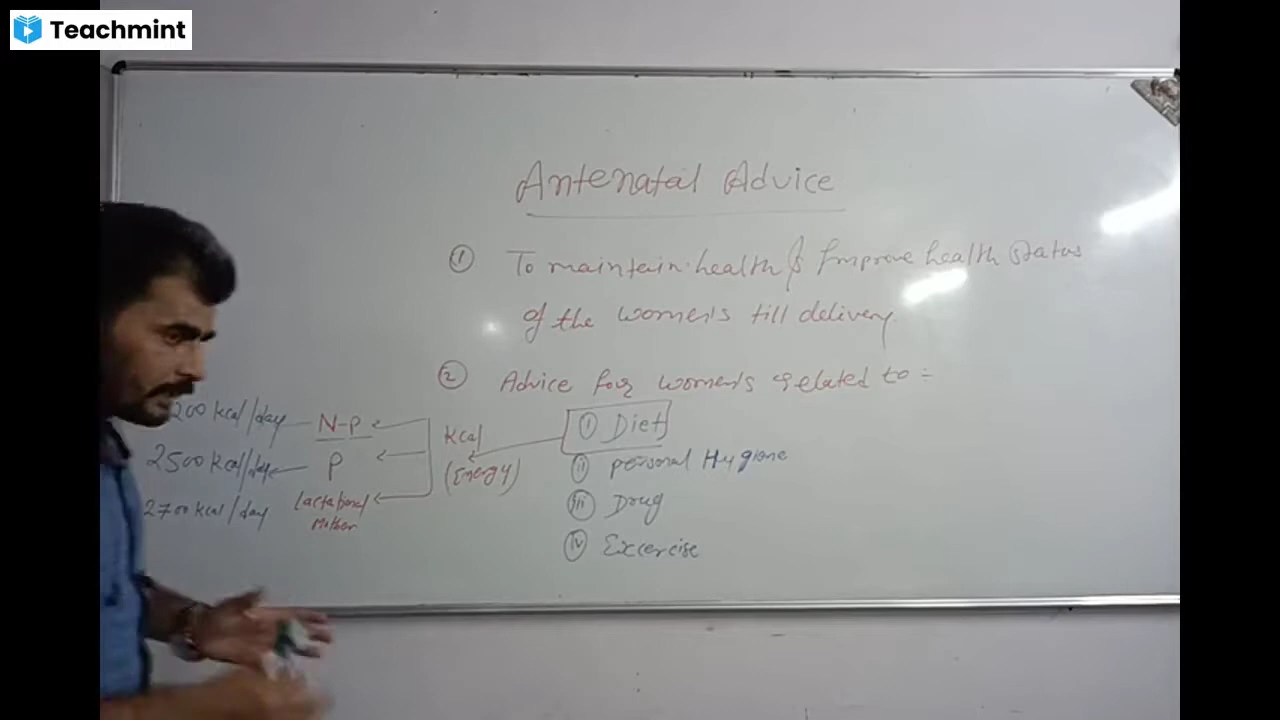 Teachmint
Antenatal Advice
① To maintain health & Improve health status
of the women's till delivery
② Advice for women's related to =
① Diet
Kcal
(Energy)
200 kcal/day N-P
2500 kcal/day P
2700 kcal/day Lactational
Mother
ii personal Hygiene
iii Drug
iv Excercise